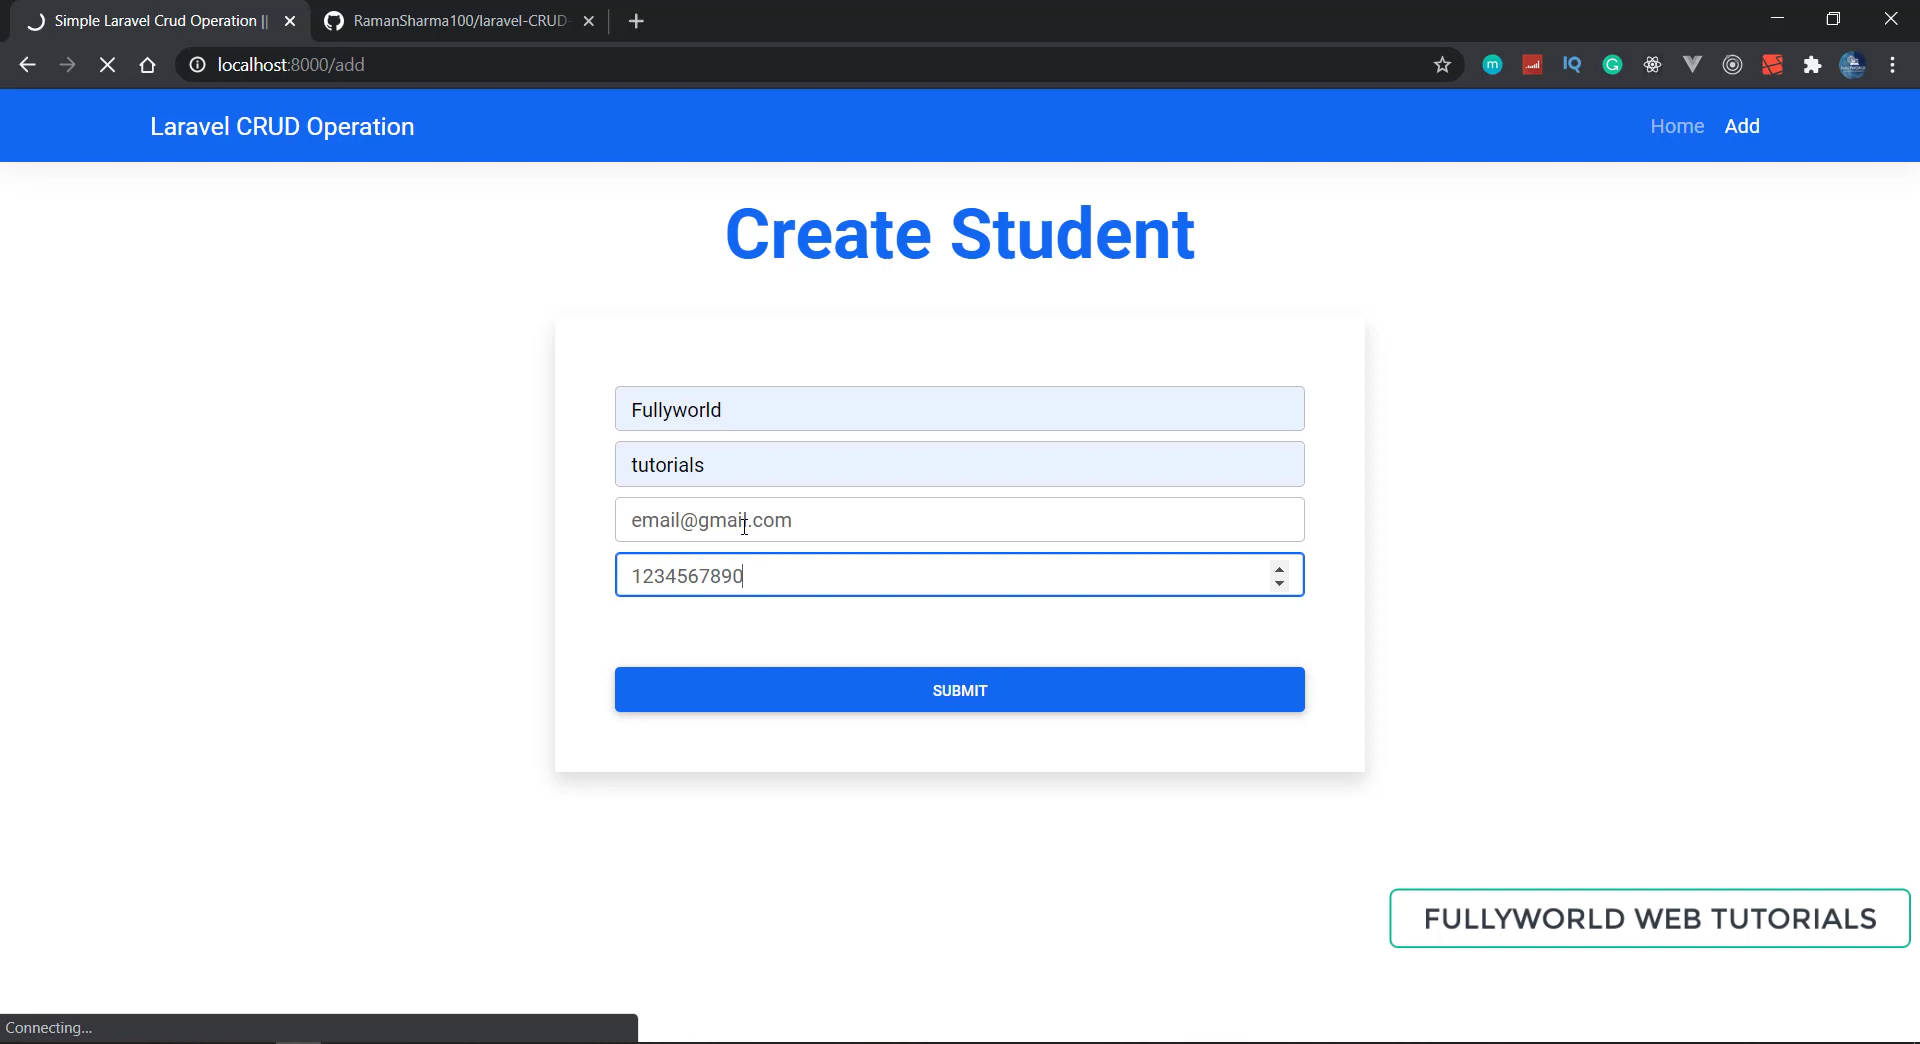 Simple Laravel Crud Operation ||
RamanSharma100/laravel-CRUD-
localhost:8000/add
Laravel CRUD Operation
Home Add
Create Student
Fullyworld
tutorials
email@gmail.com
1234567890
SUBMIT
FULLYWORLD WEB TUTORIALS
Connecting...